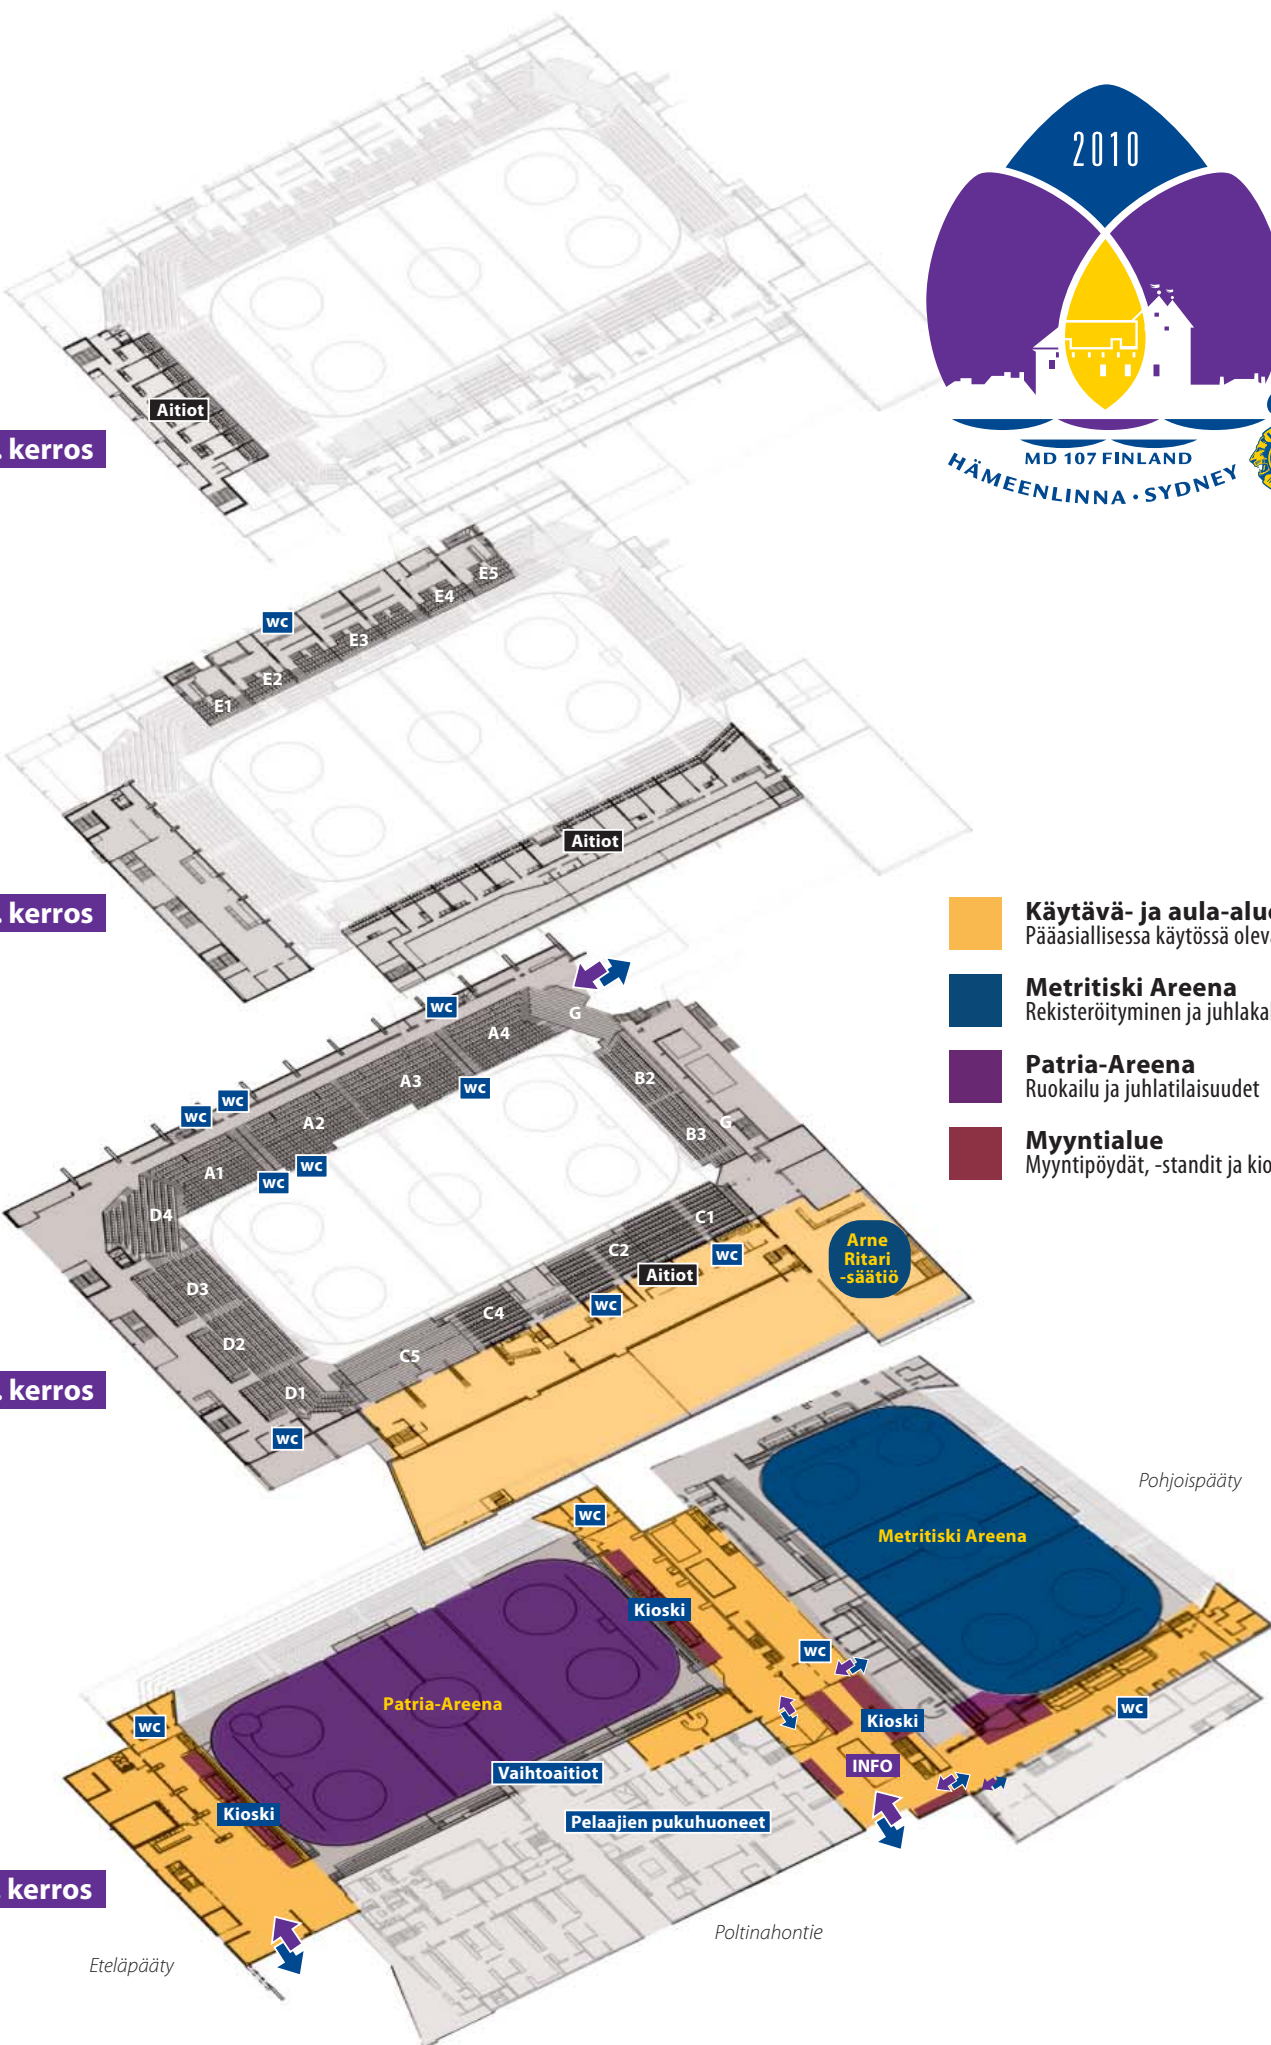 2010
MD 107 FINLAND
HÄMEENLINNA • SYDNEY
Aitiot
. kerros
E5
E4
wc
E3
E2
E1
Aitiot
. kerros
Käytävä- ja aula-alue
Pääasiallisessa käytössä olev
Metritiski Areena
Rekisteröityminen ja juhlakal
Patria-Areena
Ruokailu ja juhlatilaisuudet
Myyntialue
Myyntipöydät, -standit ja kio
wc
G
A4
A3
B2
wc
wc
wc
A2
B3
G
A1
wc
wc
D4
C1
C2
wc
Arne
Ritari
-säätiö
Aitiot
D3
wc
C4
D2
C5
. kerros
D1
wc
Pohjoispääty
wc
Metritiski Areena
Kioski
wc
Patria-Areena
wc
Kioski
wc
INFO
Vaihtoaitiot
Kioski
Pelaajien pukuhuoneet
. kerros
Poltinahontie
Eteläpääty